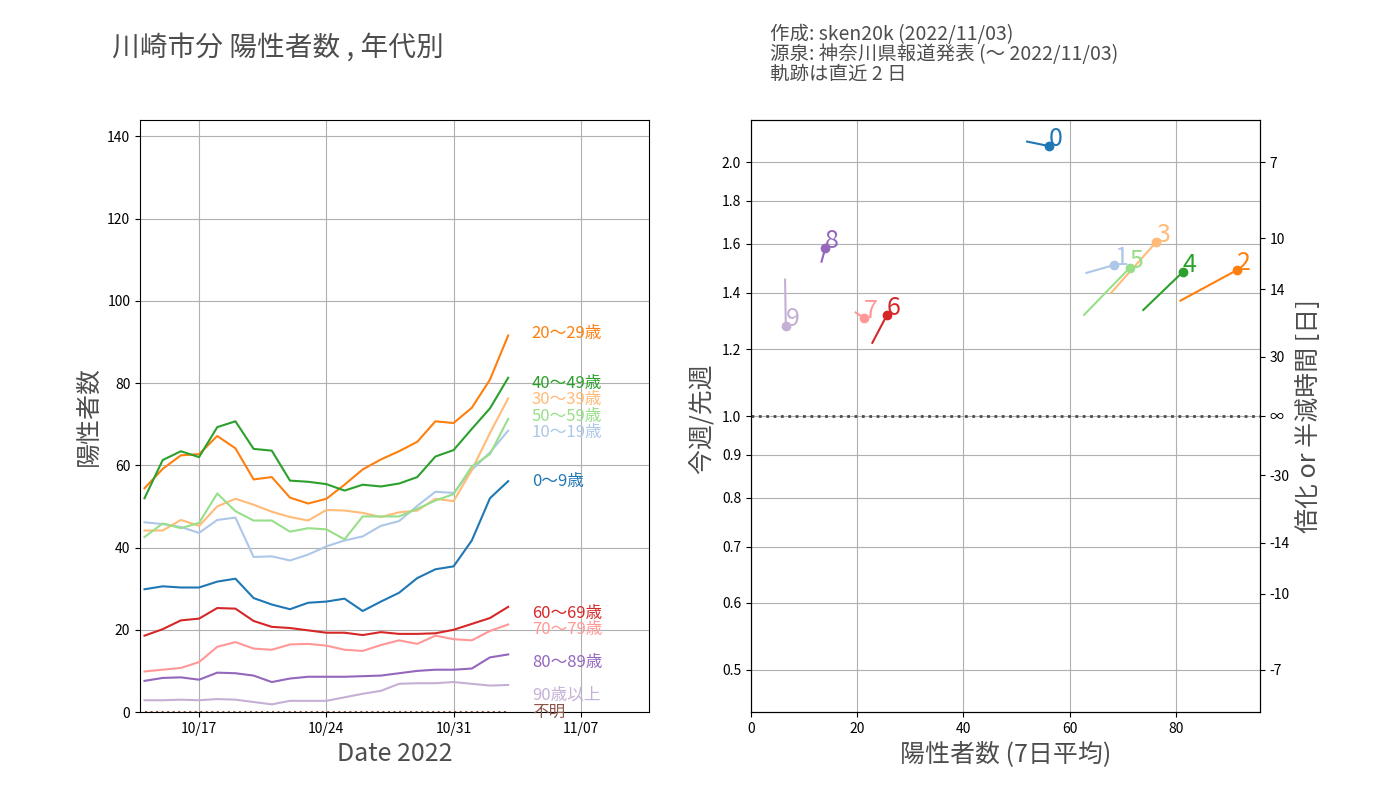 川崎市分 陽性者数 , 年代別
作成: sken20k (2022/11/03)
源泉: 神奈川県報道発表 (～ 2022/11/03)
軌跡は直近 2 日
陽性者数
140
120
100
80
60
40
20
0
10/17
10/24
10/31
11/07
Date 2022
20～29歳
40～49歳
30～39歳
50～59歳
10～19歳
0～9歳
60～69歳
70～79歳
80～89歳
90歳以上
不明
今週/先週
2.0
1.8
1.6
1.4
1.2
1.0
0.9
0.8
0.7
0.6
0.5
0
20
40
60
80
陽性者数 (7日平均)
0
8
3
1
5
4
2
9
7
6
7
10
14
30
∞
-30
-14
-10
-7
倍化 or 半減時間 [日]